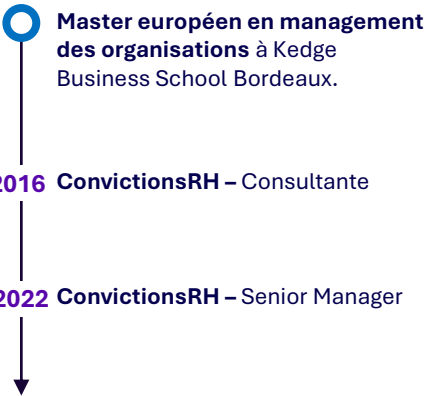 Master européen en management
des organisations à Kedge
Business School Bordeaux.
2016 ConvictionsRH – Consultante
2022 ConvictionsRH – Senior Manager